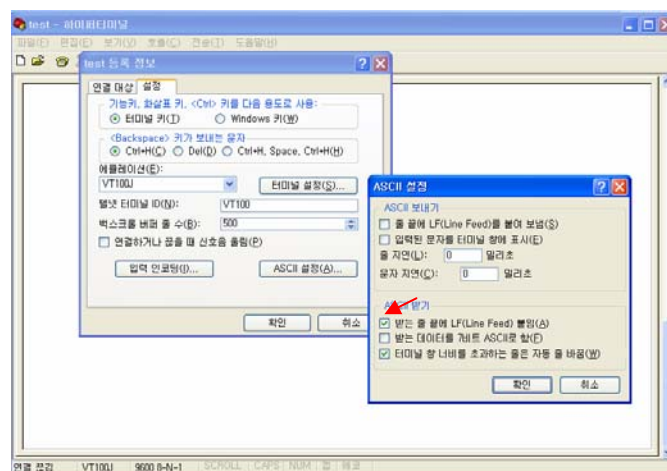 test - 하이퍼터미널
파일(F) 편집(E) 보기(V) 호출(C) 전송(T) 도움말(H)
test 등록 정보
연결 대상 설정
기능키, 화살표 키, <Ctrl> 키를 다음 용도로 사용:
터미널 키(T) Windows 키(W)
<Backspace> 키가 보내는 문자
Ctrl+H(C) Del(D) Ctrl+H, Space, Ctrl+H(H)
에뮬레이션(E):
VT100J 터미널 설정(S)...
텔넷 터미널 ID(N): VT100
백스크롤 버퍼 줄 수(B): 500
연결하거나 끊을 때 신호음 울림(P)
입력 인코딩(I)... ASCII 설정(A)...
확인 취소
ASCII 설정
ASCII 보내기
줄 끝에 LF(Line Feed)를 붙여 보냄(S)
입력된 문자를 터미널 창에 표시(E)
줄 지연(L): 0 밀리초
문자 지연(C): 0 밀리초
ASCII 받기
받는 줄 끝에 LF(Line Feed) 붙임(A)
받는 데이터를 7비트 ASCII로 함(F)
터미널 창 너비를 초과하는 줄은 자동 줄 바꿈(W)
확인 취소
연결 끊김 VT100J 9600 8-N-1 SCROLL CAPS NUM 캡 에코